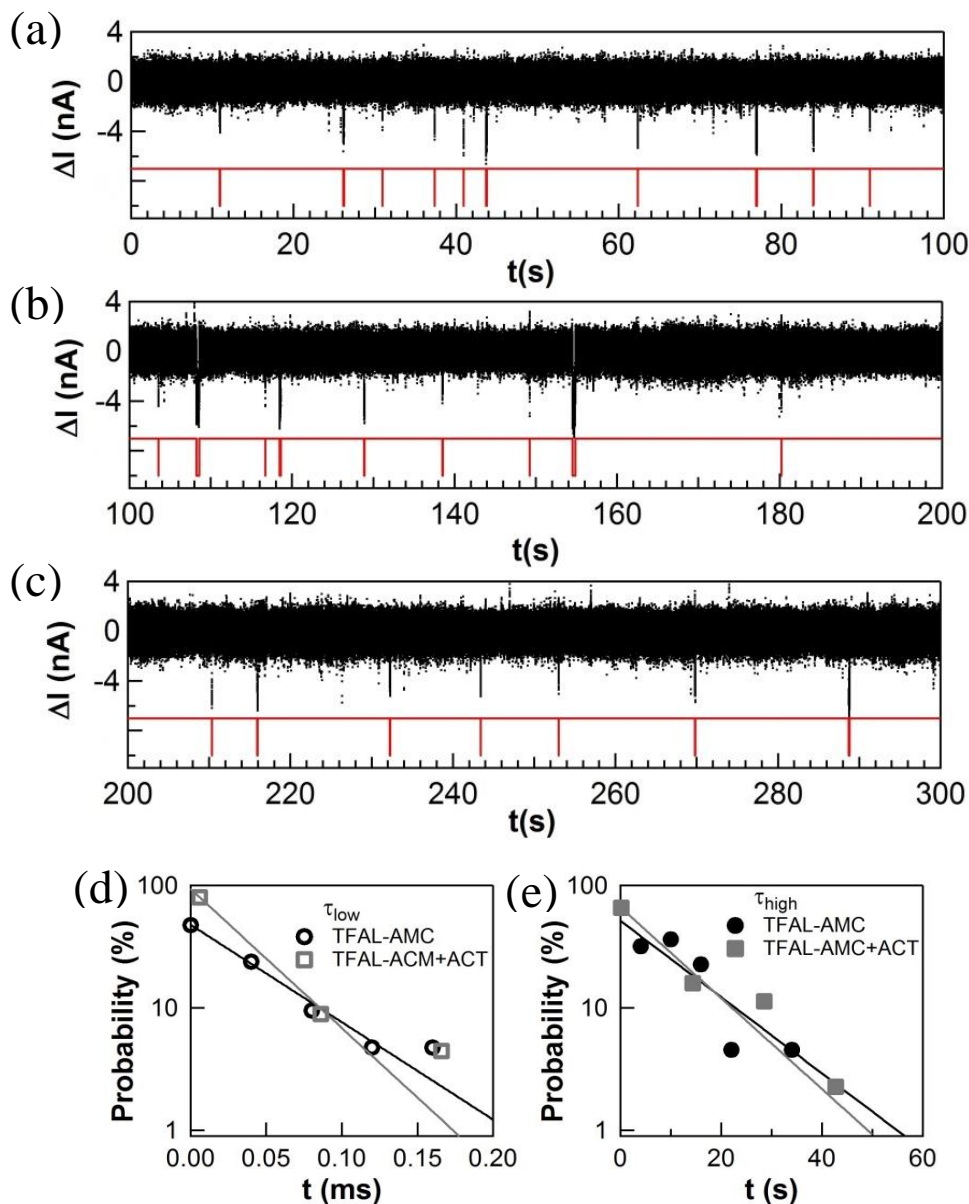 (a)
4
0
-4
ΔI (nA)
0 20 40 60 80 100
t(s)
(b)
4
0
-4
ΔI (nA)
100 120 140 160 180 200
t(s)
(c)
4
0
-4
ΔI (nA)
200 220 240 260 280 300
t(s)
(d)
100
10
1
Probability (%)
τlow
TFAL-AMC
TFAL-ACM+ACT
0.00 0.05 0.10 0.15 0.20
t (ms)
(e)
100
10
1
Probability (%)
τhigh
TFAL-AMC
TFAL-AMC+ACT
0 20 40 60
t (s)